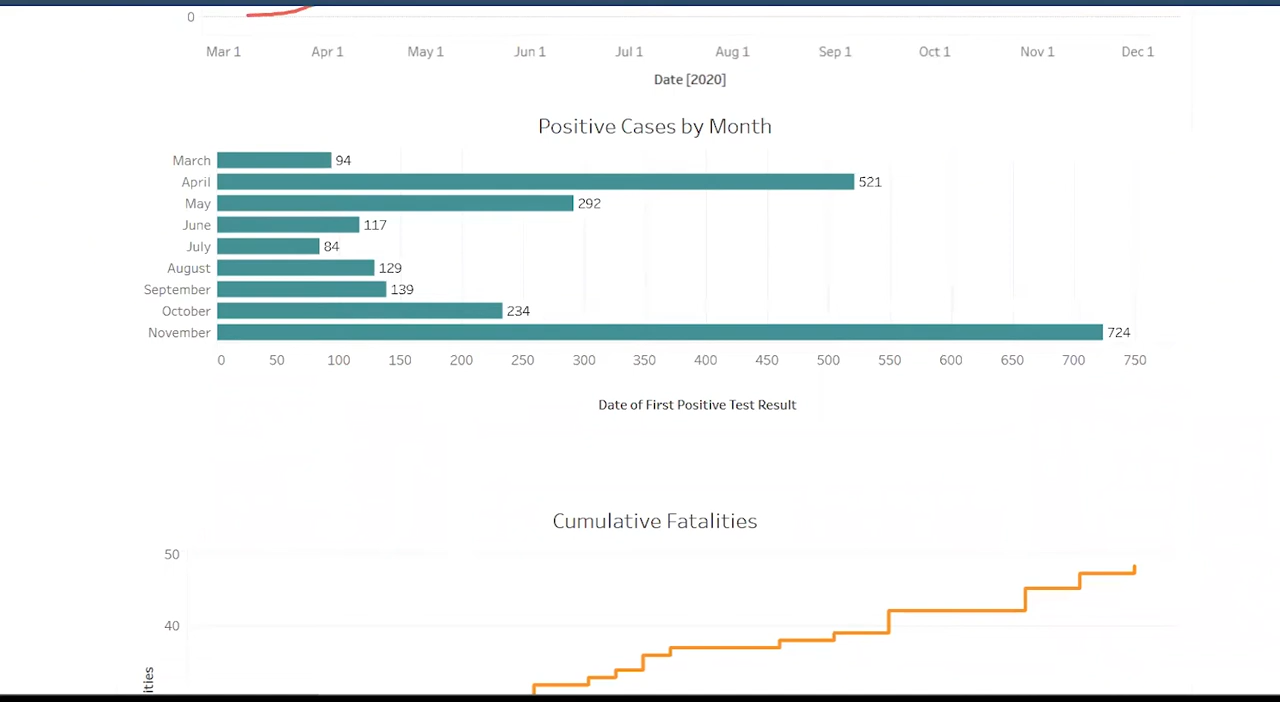 0
Mar 1 Apr 1 May 1 Jun 1 Jul 1 Aug 1 Sep 1 Oct 1 Nov 1 Dec 1
Date [2020]
Positive Cases by Month
March 94
April 521
May 292
June 117
July 84
August 129
September 139
October 234
November 724
0 50 100 150 200 250 300 350 400 450 500 550 600 650 700 750
Date of First Positive Test Result
Cumulative Fatalities
50
40
ities